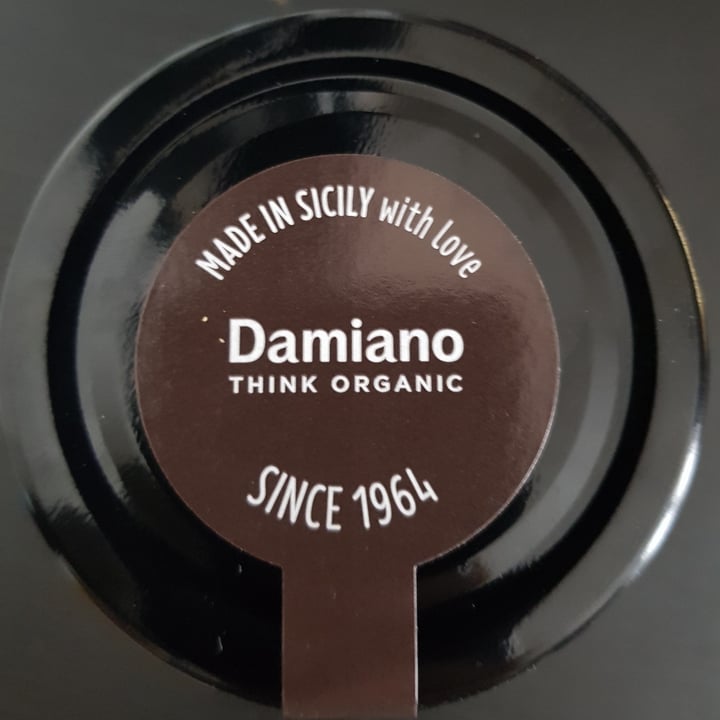 MADE IN SICILY with love
Damiano
THINK ORGANIC
SINCE 1964